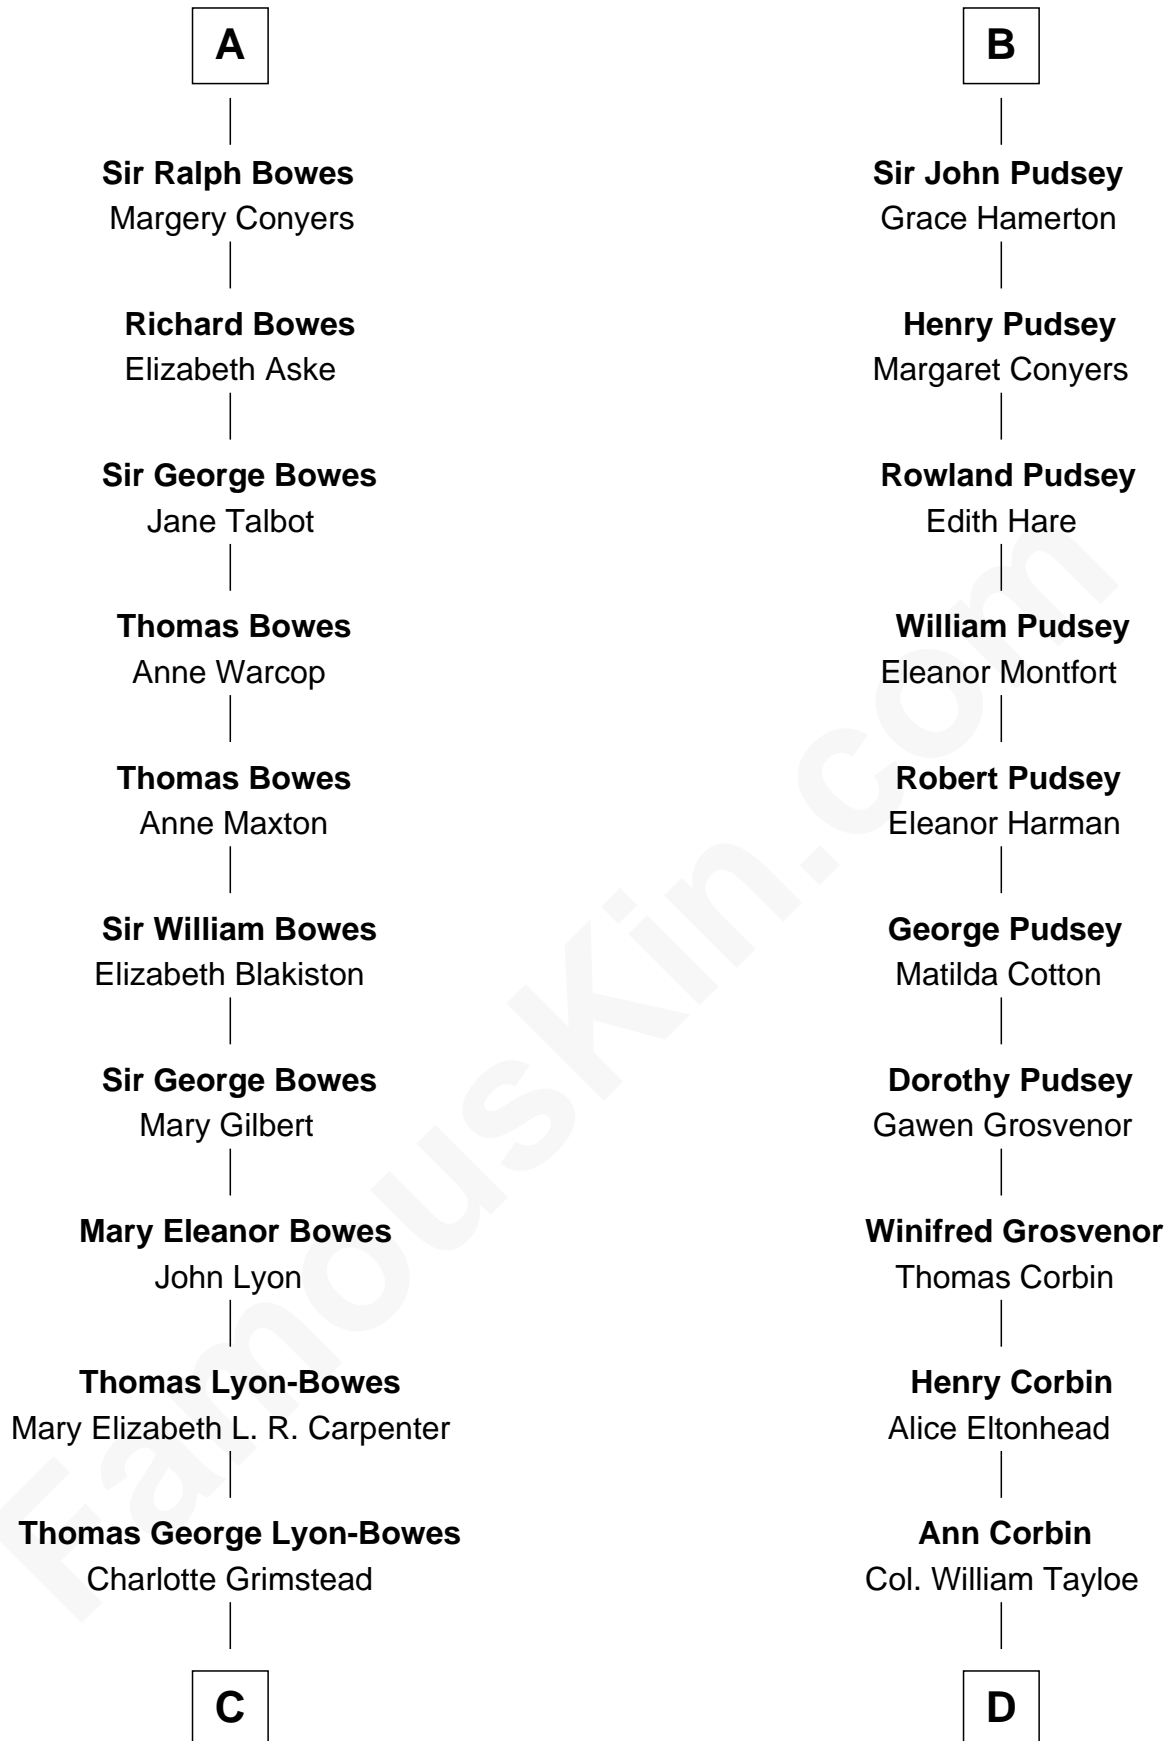 A
Sir Ralph Bowes
Margery Conyers
Richard Bowes
Elizabeth Aske
Sir George Bowes
Jane Talbot
Thomas Bowes
Anne Warcop
Thomas Bowes
Anne Maxton
Sir William Bowes
Elizabeth Blakiston
Sir George Bowes
Mary Gilbert
Mary Eleanor Bowes
John Lyon
Thomas Lyon-Bowes
Mary Elizabeth L. R. Carpenter
Thomas George Lyon-Bowes
Charlotte Grimstead
C
B
Sir John Pudsey
Grace Hamerton
Henry Pudsey
Margaret Conyers
Rowland Pudsey
Edith Hare
William Pudsey
Eleanor Montfort
Robert Pudsey
Eleanor Harman
George Pudsey
Matilda Cotton
Dorothy Pudsey
Gawen Grosvenor
Winifred Grosvenor
Thomas Corbin
Henry Corbin
Alice Eltonhead
Ann Corbin
Col. William Tayloe
D
FamousKin.com